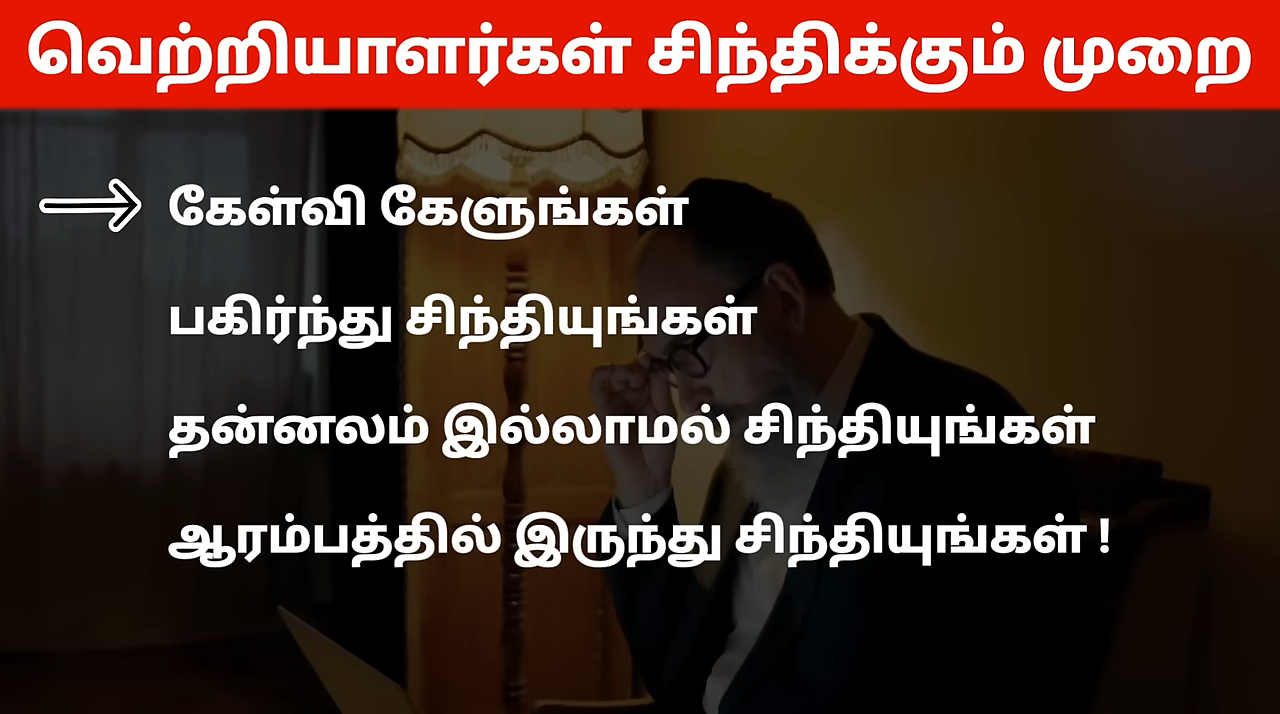 வெற்றியாளர்கள் சிந்திக்கும் முறை
கேள்வி கேளுங்கள்
பகிர்ந்து சிந்தியுங்கள்
தன்னலம் இல்லாமல் சிந்தியுங்கள்
ஆரம்பத்தில் இருந்து சிந்தியுங்கள் !